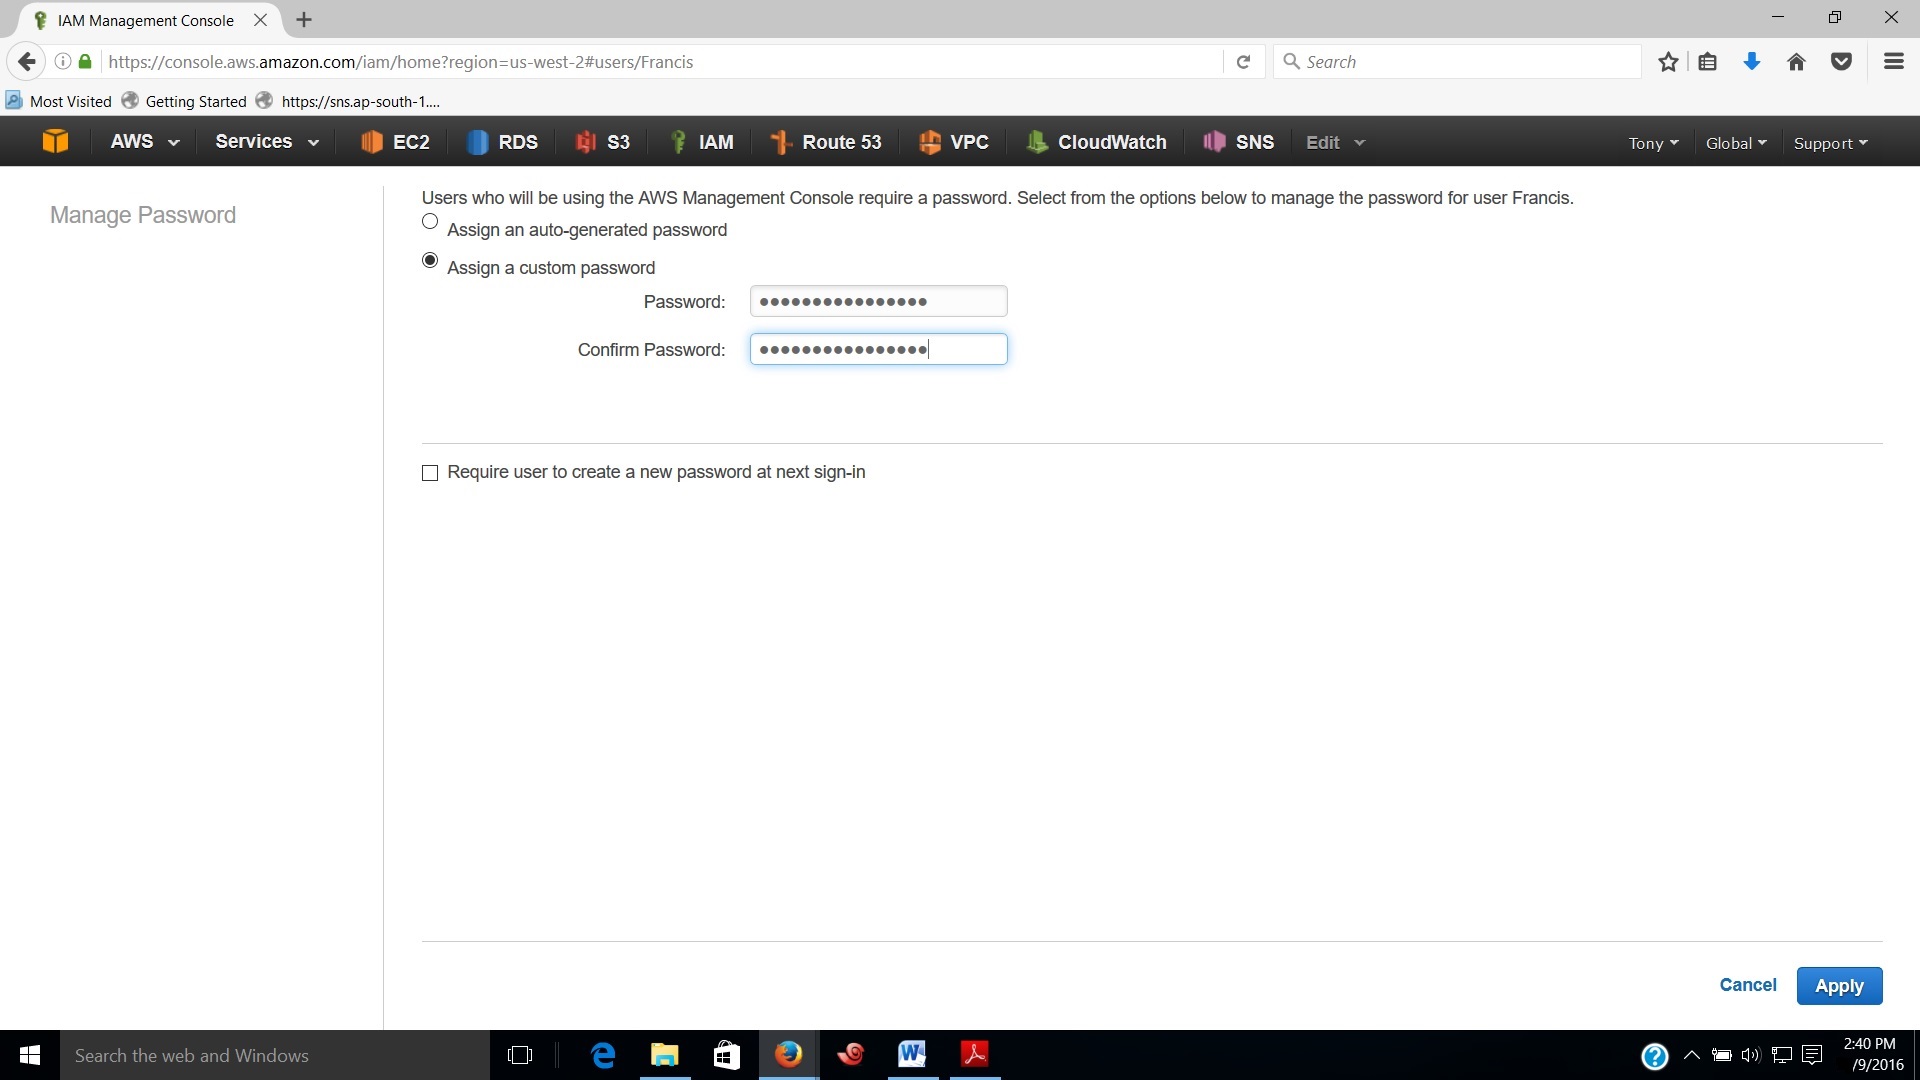 IAM Management Console
https://console.aws.amazon.com/iam/home?region=us-west-2#users/Francis
Search
Most Visited Getting Started https://sns.ap-south-1....
AWS Services EC2 RDS S3 IAM Route 53 VPC CloudWatch SNS Edit Tony Global Support
Manage Password
Users who will be using the AWS Management Console require a password. Select from the options below to manage the password for user Francis.
Assign an auto-generated password
Assign a custom password
Password: ●●●●●●●●●●●●●●●●
Confirm Password: ●●●●●●●●●●●●●●●●
Require user to create a new password at next sign-in
Cancel Apply
Search the web and Windows
2:40 PM
/9/2016